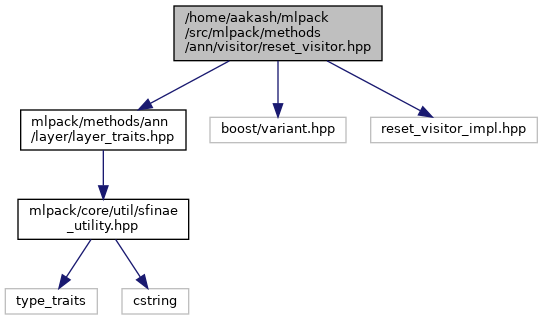 /home/aakash/mlpack
/src/mlpack/methods
/ann/visitor/reset_visitor.hpp
mlpack/methods/ann
/layer/layer_traits.hpp
boost/variant.hpp
reset_visitor_impl.hpp
mlpack/core/util/sfinae
_utility.hpp
type_traits
cstring